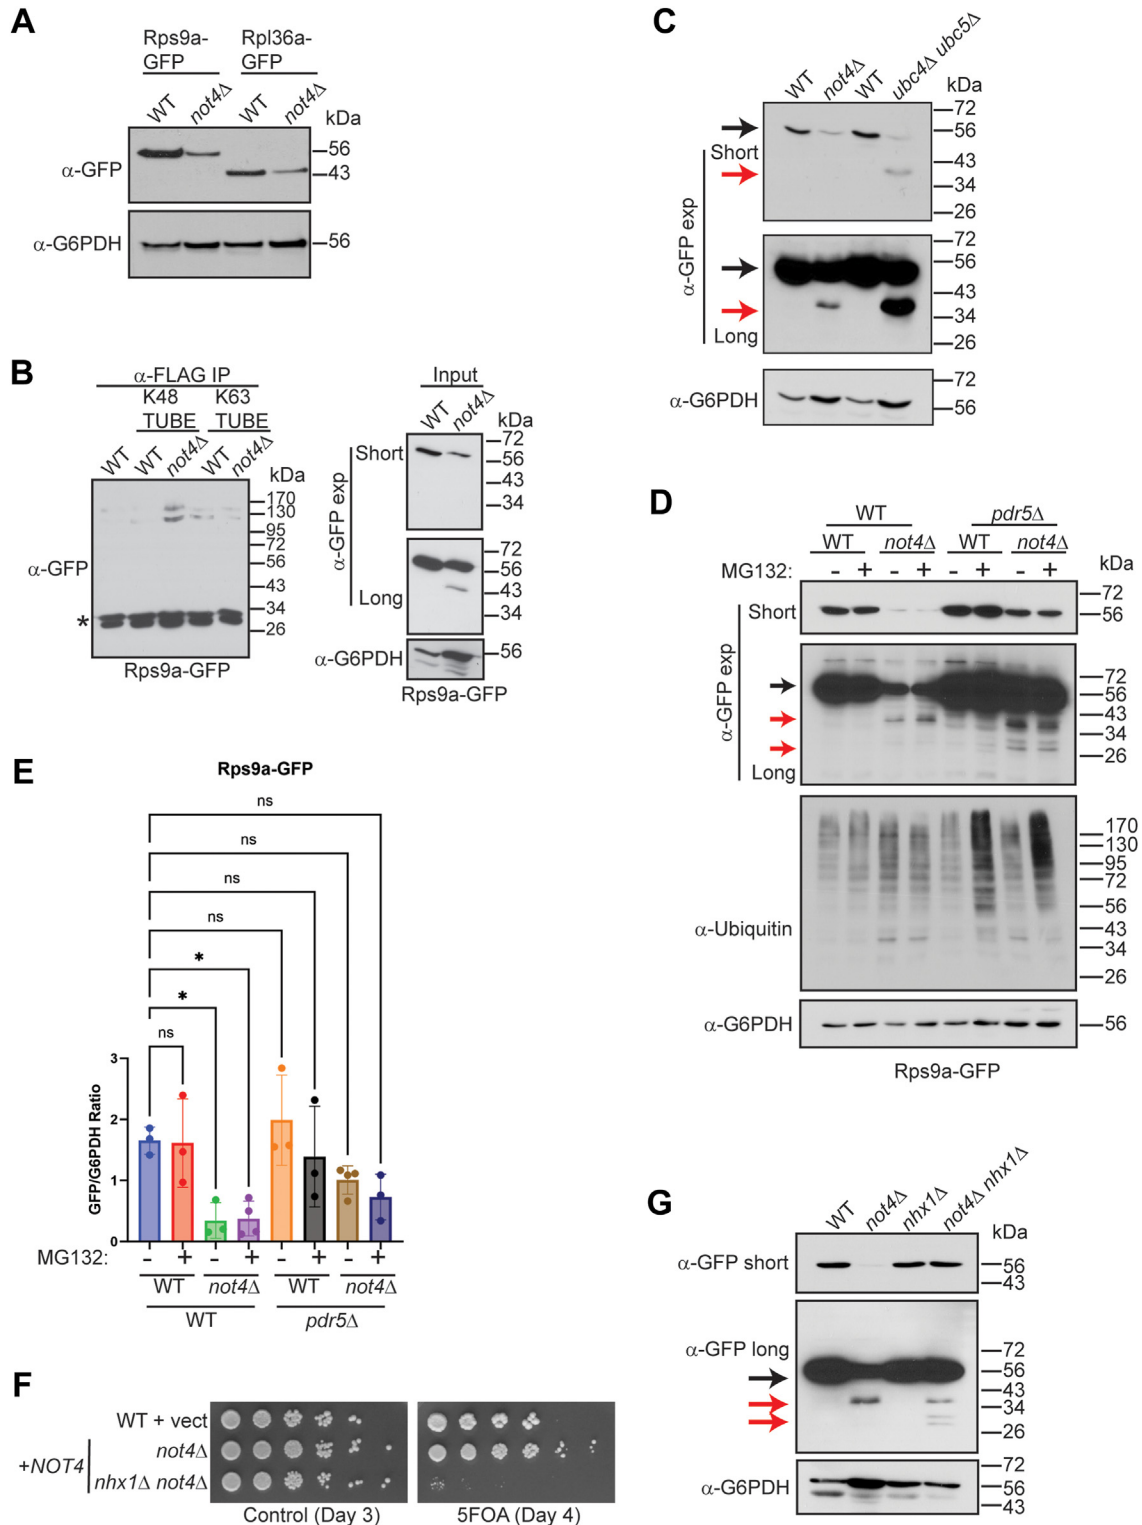 A
Rps9a-GFP Rpl36a-GFP
WT not4Δ WT not4Δ kDa
α-GFP
56
43
α-G6PDH
56
B
α-FLAG IP
K48 TUBE K63 TUBE
WT WT not4Δ WT not4Δ kDa
170
130
95
72
56
43
34
26
α-GFP
*
Rps9a-GFP
Input
WT not4Δ kDa
α-GFP exp
Short
72
56
43
34
Long
72
56
43
34
α-G6PDH
56
Rps9a-GFP
C
WT not4Δ WT ubc4Δ ubc5Δ
kDa
α-GFP exp
Short
72
56
43
34
26
Long
72
56
43
34
26
α-G6PDH
72
56
D
WT pdr5Δ
WT not4Δ WT not4Δ
MG132: - + - + - + - + kDa
α-GFP exp
Short
72
56
Long
72
56
43
34
26
α-Ubiquitin
170
130
95
72
56
43
34
26
α-G6PDH
56
Rps9a-GFP
E
Rps9a-GFP
ns
ns
ns
ns
*
*
ns
GFP/G6PDH Ratio
3
2
1
0
MG132: - + - + - + - +
WT not4Δ WT not4Δ
WT pdr5Δ
F
WT + vect
+NOT4
not4Δ
nhx1Δ not4Δ
Control (Day 3) 5FOA (Day 4)
G
WT not4Δ nhx1Δ not4Δ nhx1Δ
kDa
α-GFP short
56
43
α-GFP long
72
56
43
34
26
α-G6PDH
72
56
43